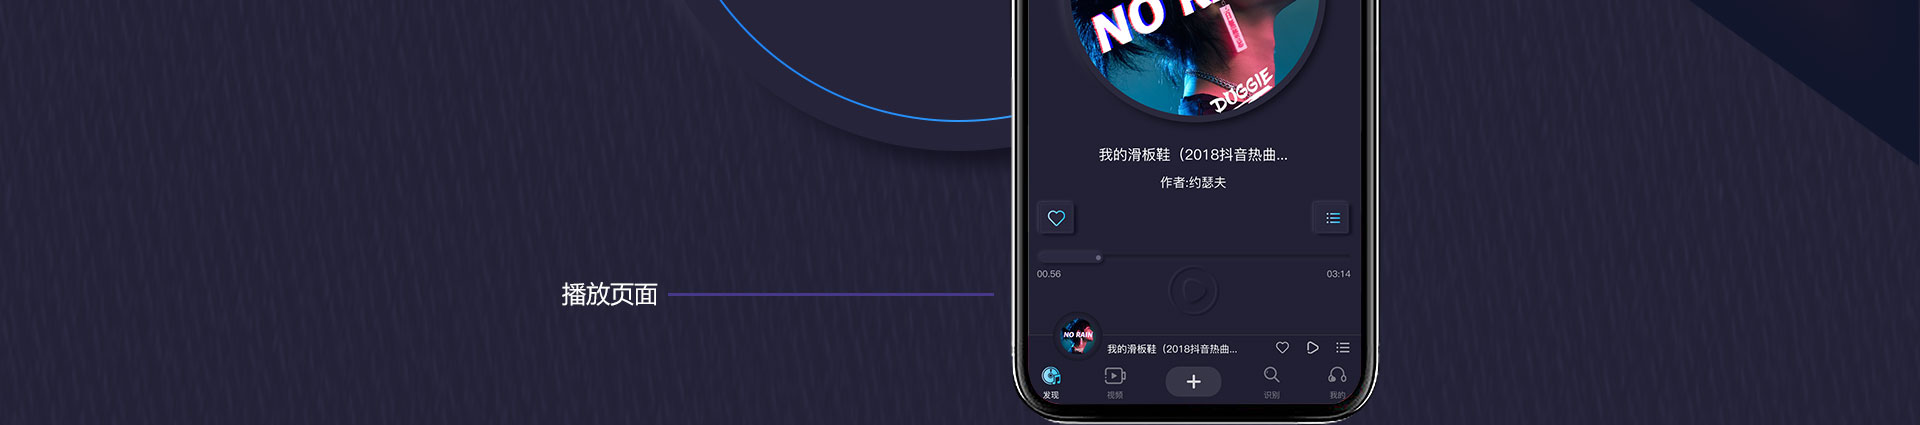 NO RA
DUGGIE
我的滑板鞋（2018抖音热曲...
作者:约瑟夫
00.56
03:14
播放页面
NO RAIN
我的滑板鞋（2018抖音热曲...
发现
视频
识别
我的